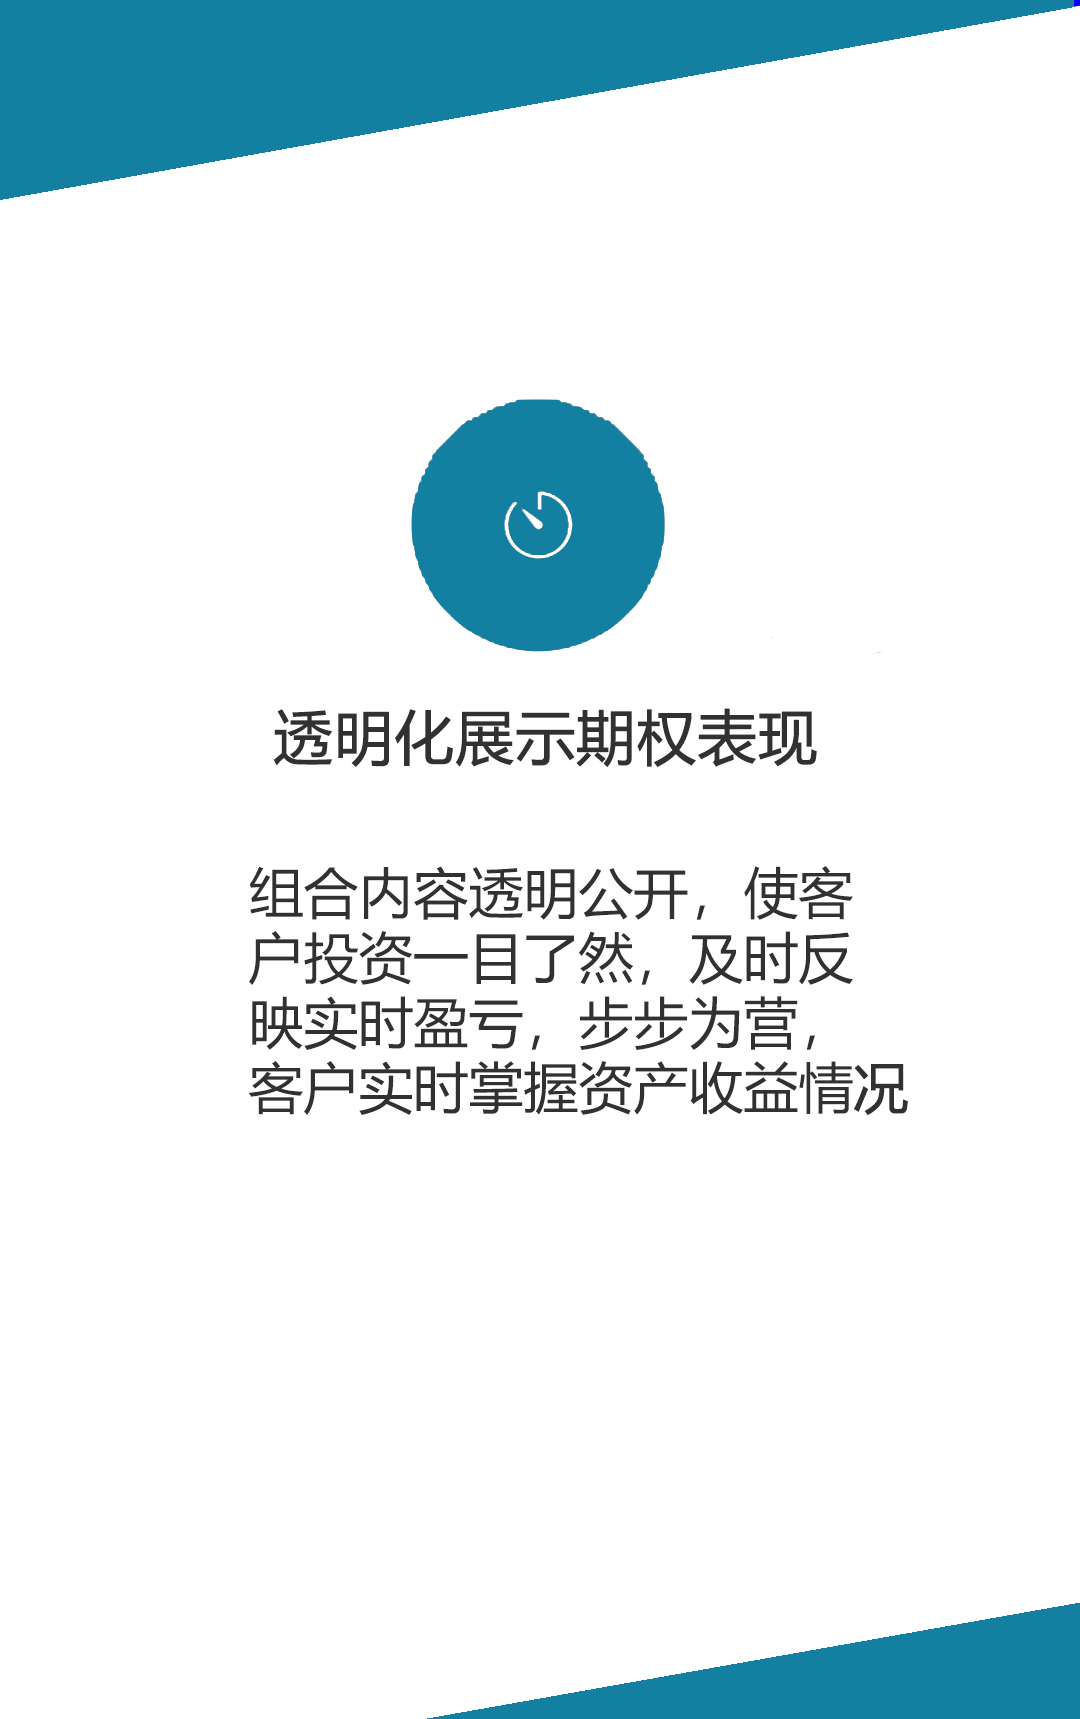 透明化展示期权表现
组合内容透明公开，使客
户投资一目了然，及时反
映实时盈亏，步步为营，
客户实时掌握资产收益情况